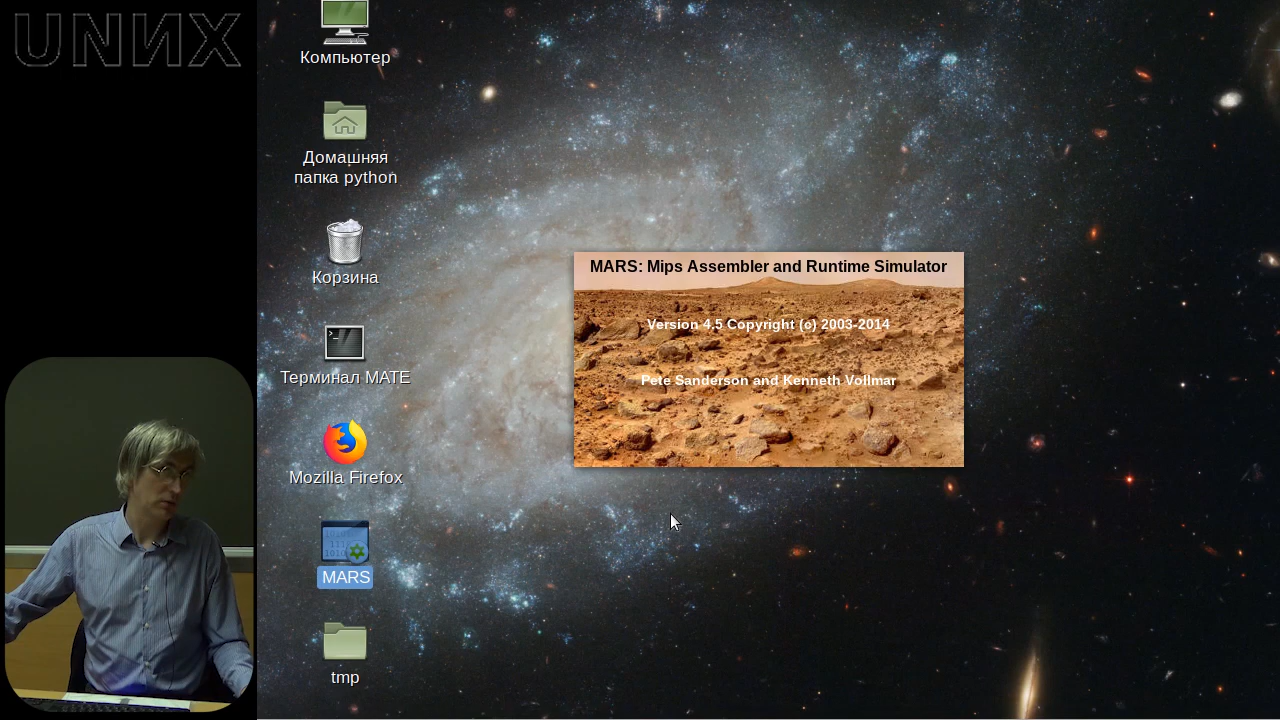 UNИX
Компьютер
Домашняя
папка python
Корзина
Терминал MATE
Mozilla Firefox
MARS
tmp
MARS: Mips Assembler and Runtime Simulator
Version 4.5 Copyright (c) 2003-2014
Pete Sanderson and Kenneth Vollmar